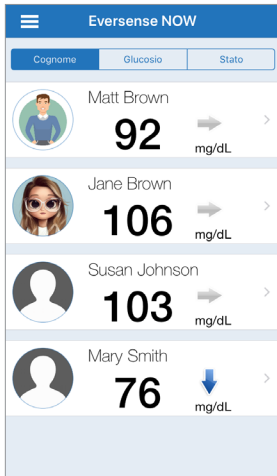 Eversense NOW
Cognome Glucosio Stato
Matt Brown
92
mg/dL
Jane Brown
106
mg/dL
Susan Johnson
103
mg/dL
Mary Smith
76
mg/dL